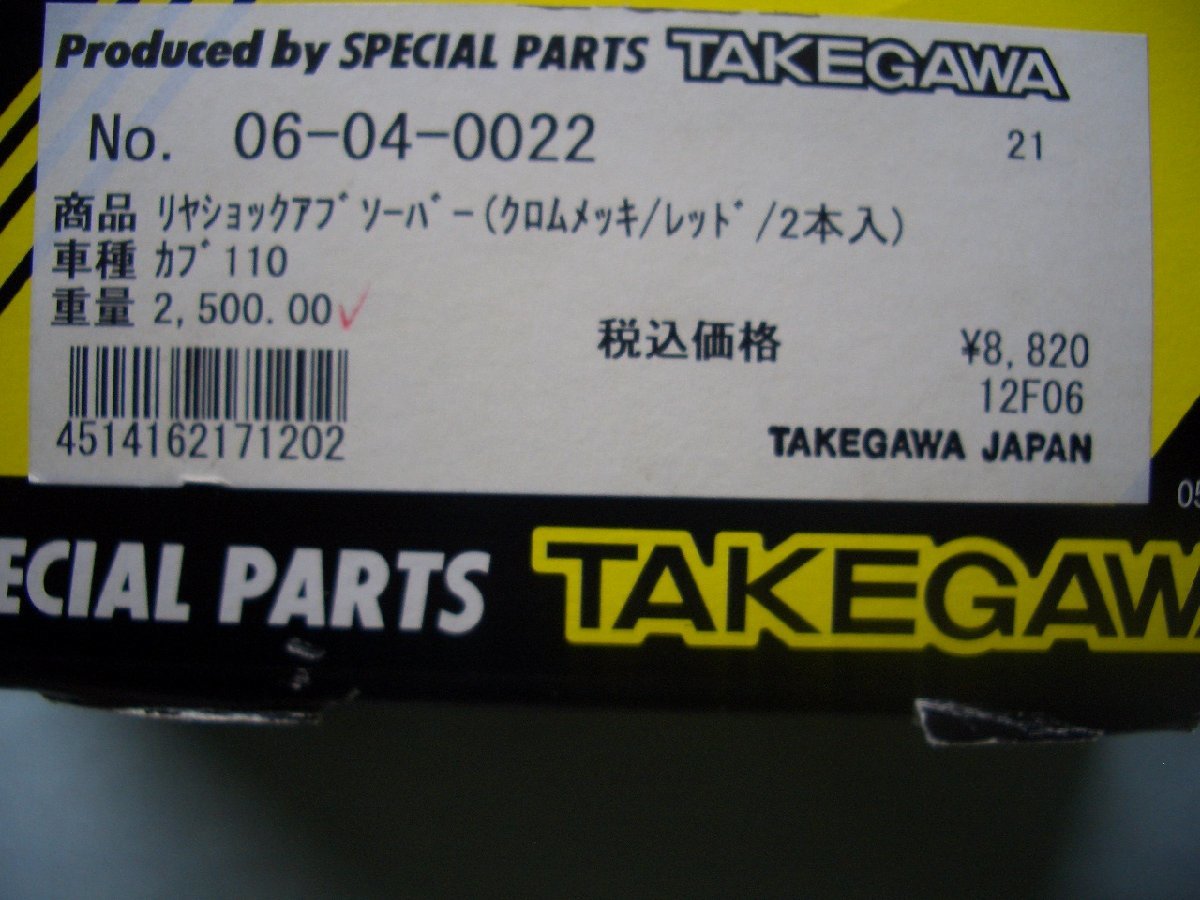 Produced by SPECIAL PARTS TAKEGAWA
No. 06-04-0022 21
商品 ﾘﾔｼｮｯｸｱﾌﾞｿｰﾊﾞｰ(ｸﾛﾑﾒｯｷ/ﾚｯﾄﾞ/2本入)
車種 ｶﾌﾞ110
重量 2,500.00
税込価格 ¥8,820
12F06
4514162171202
TAKEGAWA JAPAN
05
ECIAL PARTS TAKEGAWA